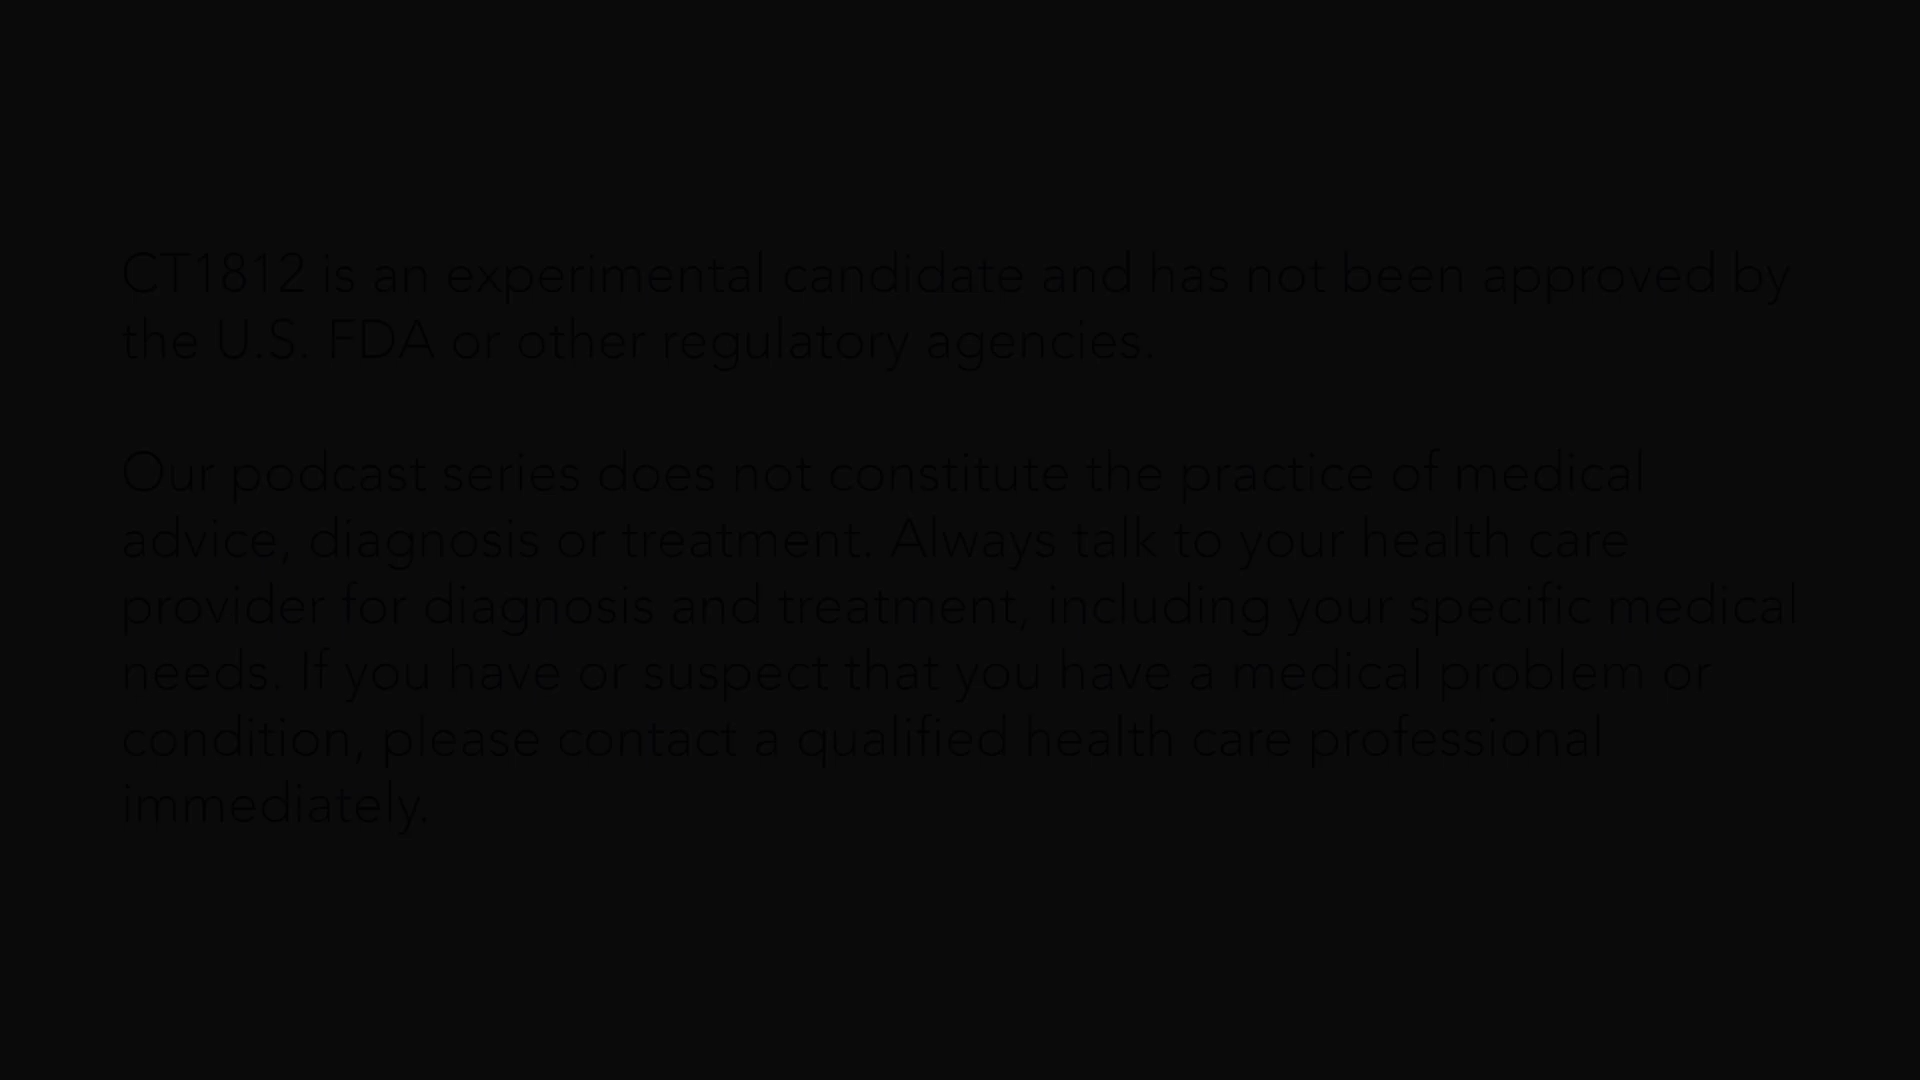 CT1812 is an experimental candidate and has not been approved by
the U.S. FDA or other regulatory agencies.
Our podcast series does not constitute the practice of medical
advice, diagnosis or treatment. Always talk to your health care
provider for diagnosis and treatment, including your specific medical
needs. If you have or suspect that you have a medical problem or
condition, please contact a qualified health care professional
immediately.